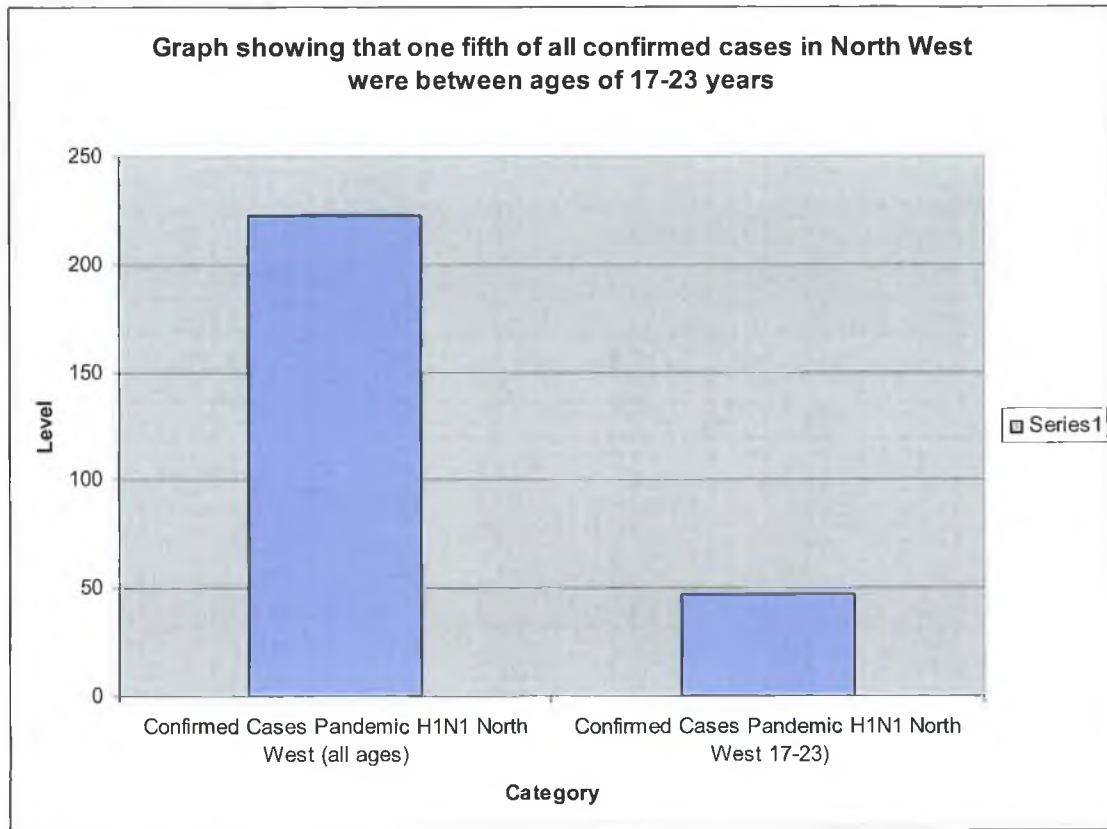 Graph showing that one fifth of all confirmed cases in North West
were between ages of 17-23 years
250
200
150
100
50
0
Level
Confirmed Cases Pandemic H1N1 North
West (all ages)
Confirmed Cases Pandemic H1N1 North
West 17-23)
Category
Series1